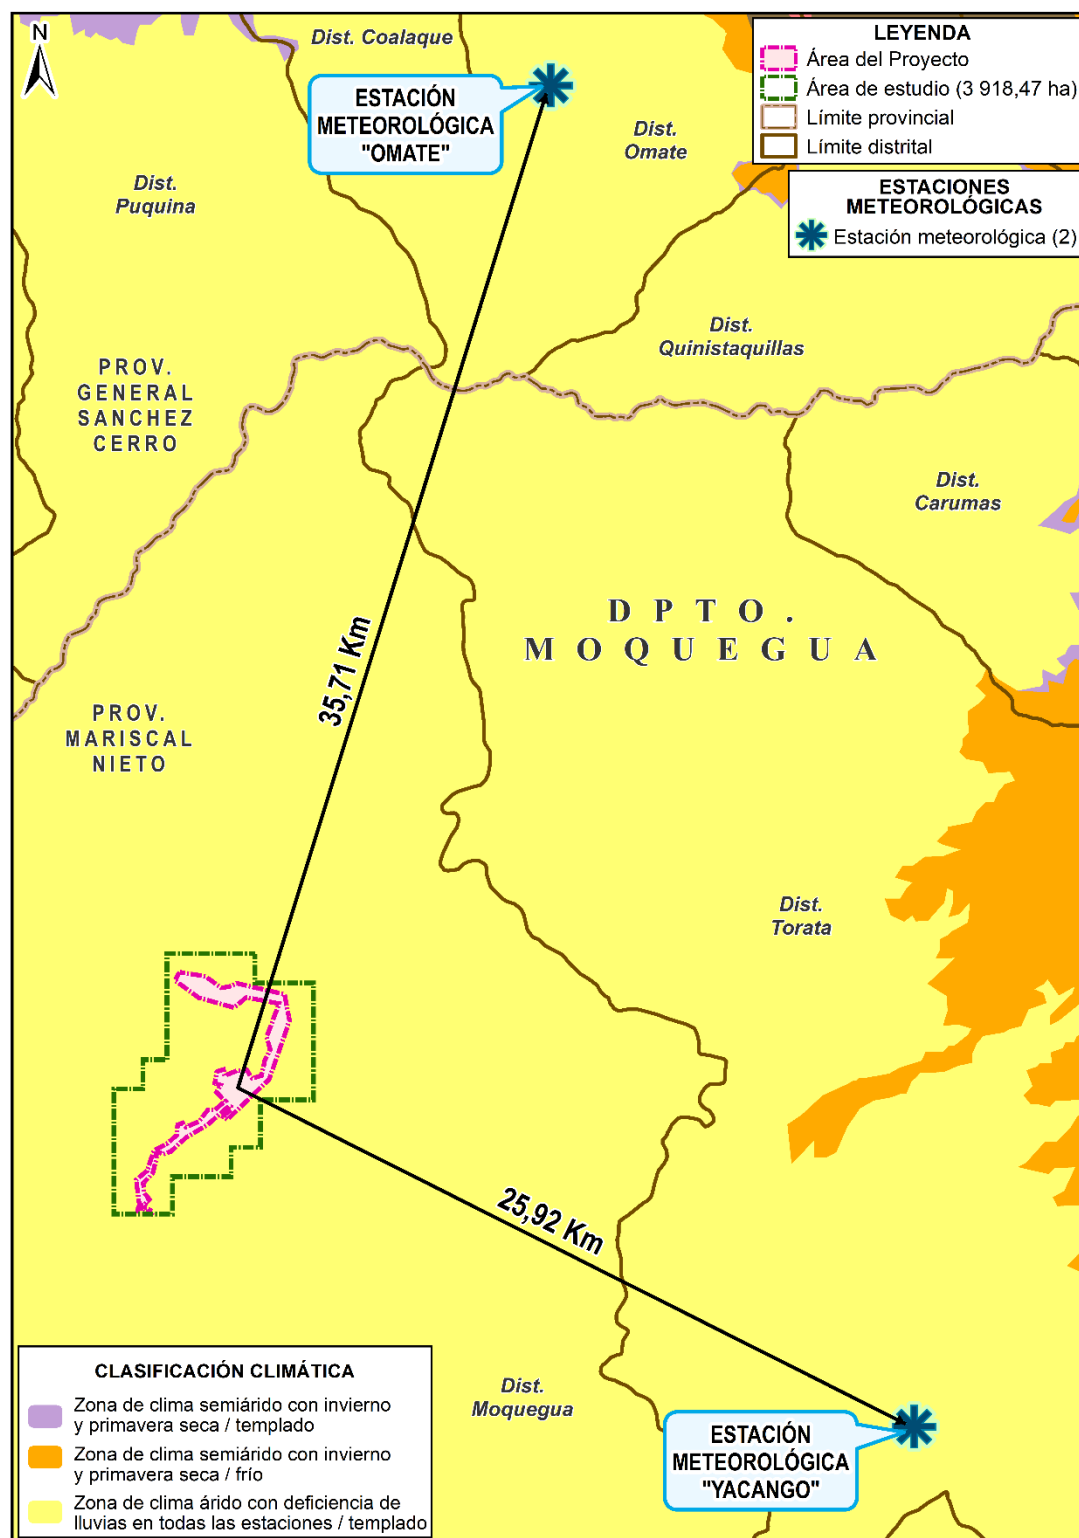 N
Dist. Coalaque
LEYENDA
Área del Proyecto
Área de estudio (3 918,47 ha)
Límite provincial
Límite distrital
ESTACIÓN
METEOROLÓGICA
"OMATE"
Dist.
Omate
Dist.
Puquina
ESTACIONES
METEOROLÓGICAS
Estación meteorológica (2)
Dist.
Quinistaquillas
PROV.
GENERAL
SANCHEZ
CERRO
Dist.
Carumas
DPTO.
MOQUEGUA
35,71 Km
PROV.
MARISCAL
NIETO
Dist.
Torata
25,92 Km
CLASIFICACIÓN CLIMÁTICA
Zona de clima semiárido con invierno
y primavera seca / templado
Zona de clima semiárido con invierno
y primavera seca / frío
Zona de clima árido con deficiencia de
lluvias en todas las estaciones / templado
Dist.
Moquegua
ESTACIÓN
METEOROLÓGICA
"YACANGO"